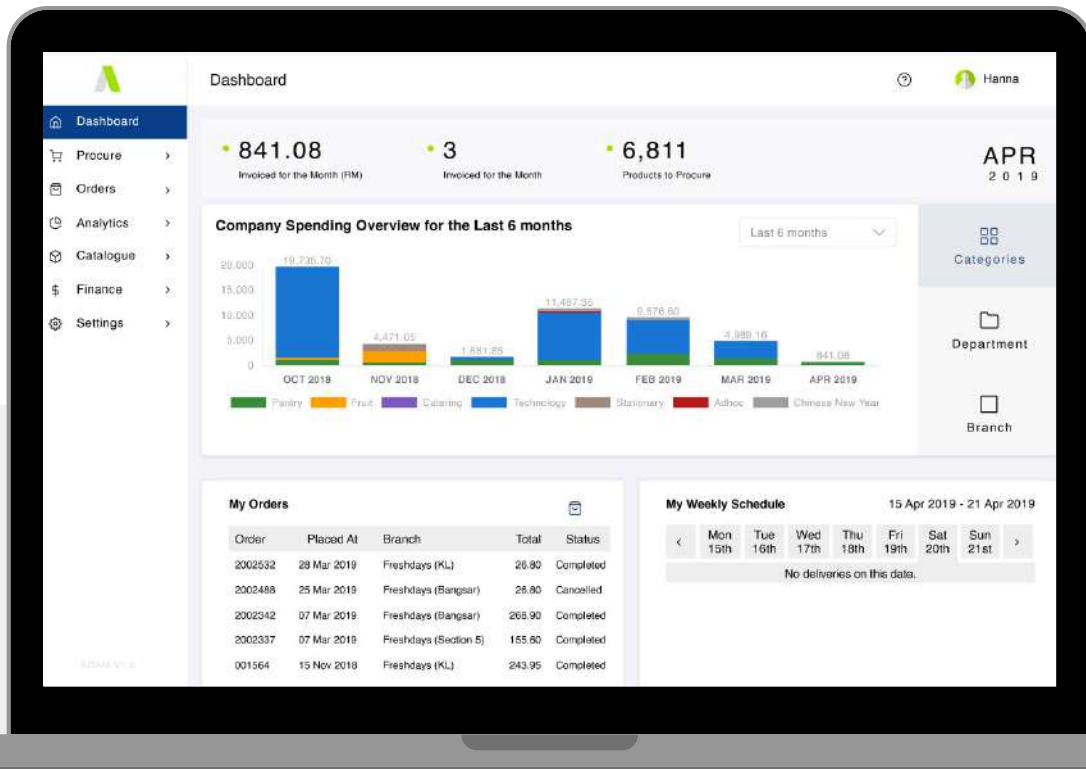 Dashboard
Hanna
Dashboard
Procure
Orders
Analytics
Catalogue
$ Finance
Settings
841.08
Invoiced for the Month (RM)
3
Invoiced for the Month
6,811
Products to Procure
APR
2019
Company Spending Overview for the Last 6 months
Last 6 months
20,000
15,000
10,000
5,000
0
19,736.70
4,471.05
11,487.35
9,576.60
4,989.16
841.08
OCT 2018 NOV 2018 DEC 2018 JAN 2019 FEB 2019 MAR 2019 APR 2019
Pantry Fruit Catering Technology Stationary Adhoc Chinese New Year
Categories
Department
Branch
My Orders
Order Placed At Branch Total Status
2002532 28 Mar 2019 Freshdays (KL) 26.80 Completed
2002488 25 Mar 2019 Freshdays (Bangsar) 26.80 Cancelled
2002342 07 Mar 2019 Freshdays (Bangsar) 268.90 Completed
2002337 07 Mar 2019 Freshdays (Section 5) 155.60 Completed
001564 15 Nov 2018 Freshdays (KL) 243.95 Completed
My Weekly Schedule 15 Apr 2019 - 21 Apr 2019
< Mon Tue Wed Thu Fri Sat Sun >
15th 16th 17th 18th 19th 20th 21st
No deliveries on this date.